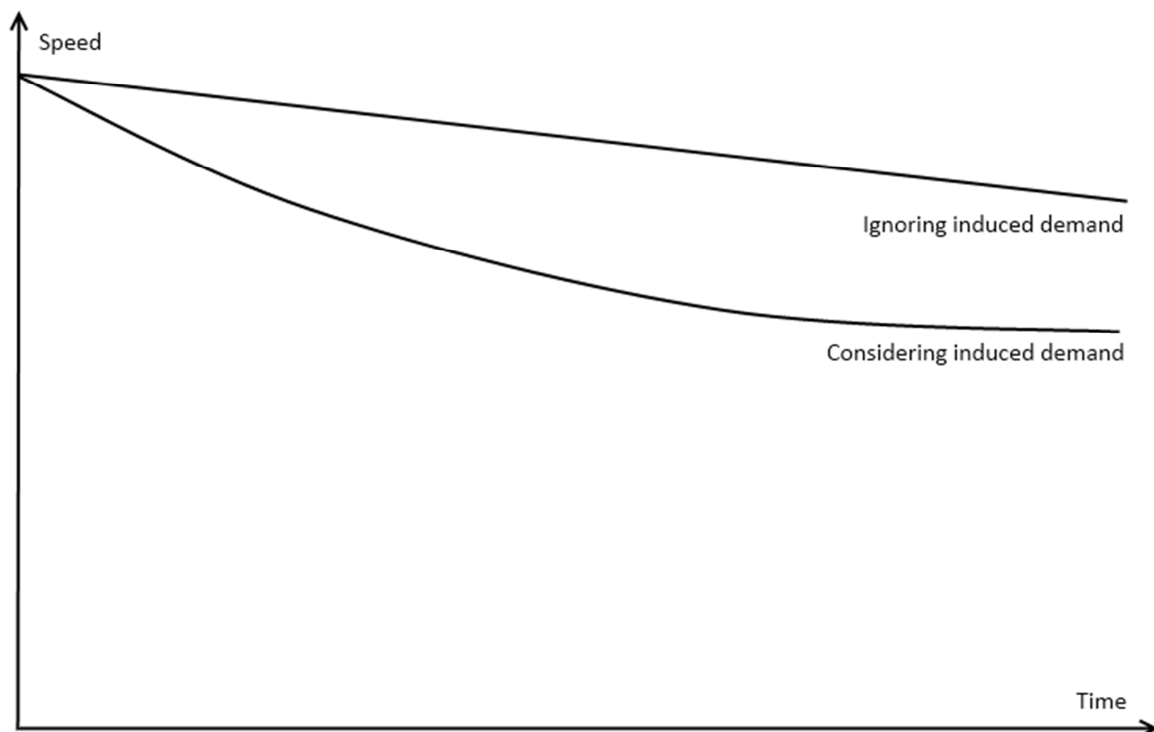 Speed
Ignoring induced demand
Considering induced demand
Time